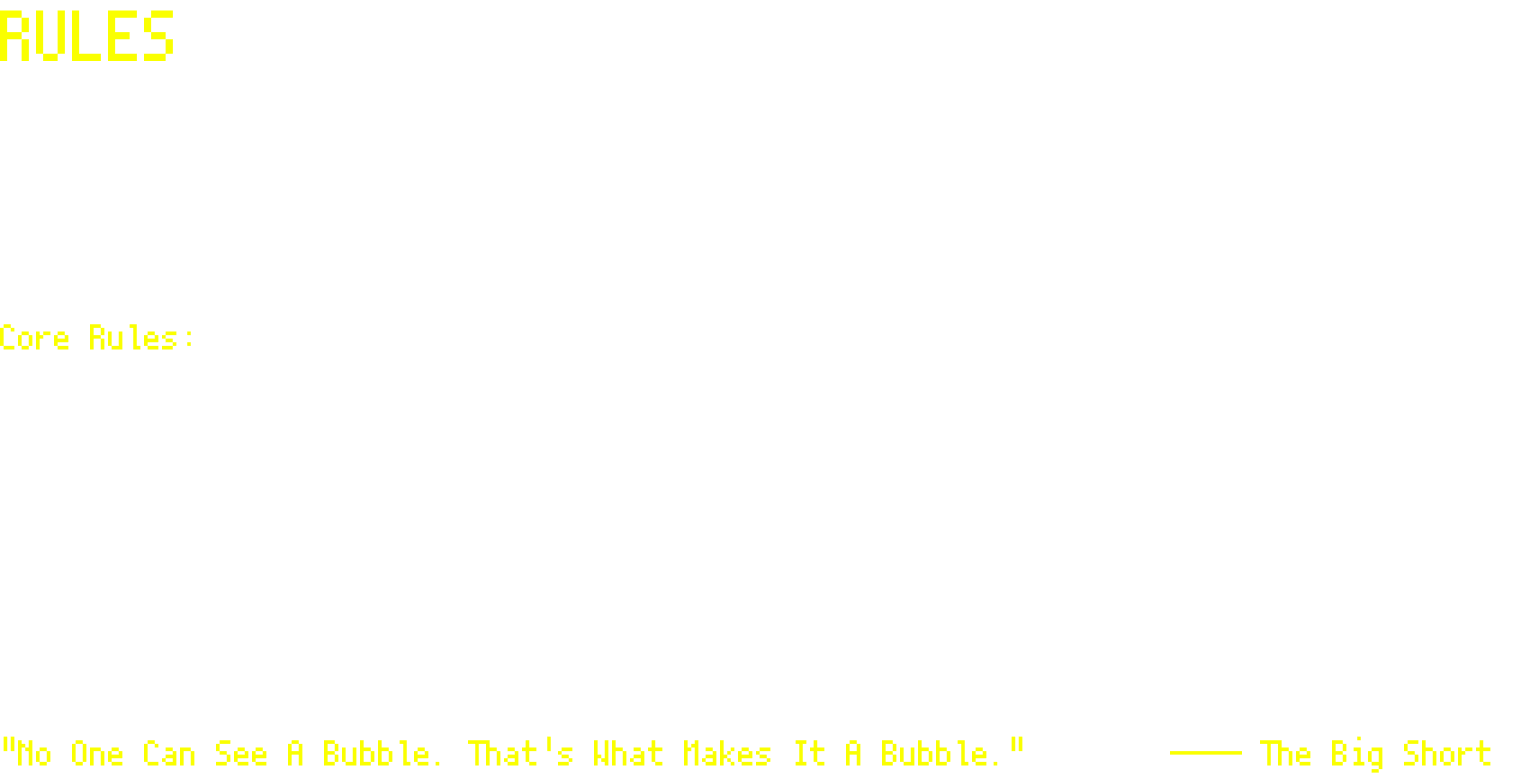 RULES
Core Rules:
"No One Can See A Bubble. That's What Makes It A Bubble." —— The Big Short